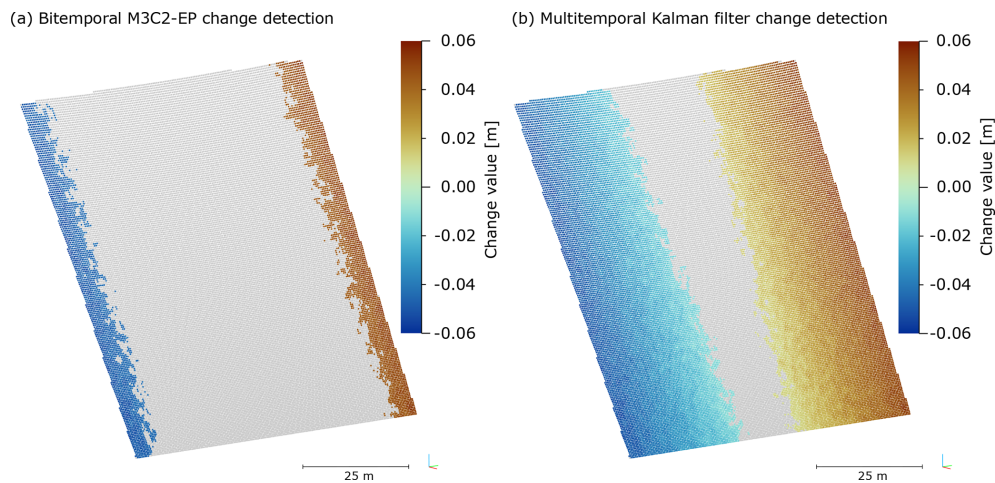 (a) Bitemporal M3C2-EP change detection
0.06
0.04
0.02
0.00
-0.02
-0.04
-0.06
Change value [m]
25 m
(b) Multitemporal Kalman filter change detection
0.06
0.04
0.02
0.00
-0.02
-0.04
-0.06
Change value [m]
25 m